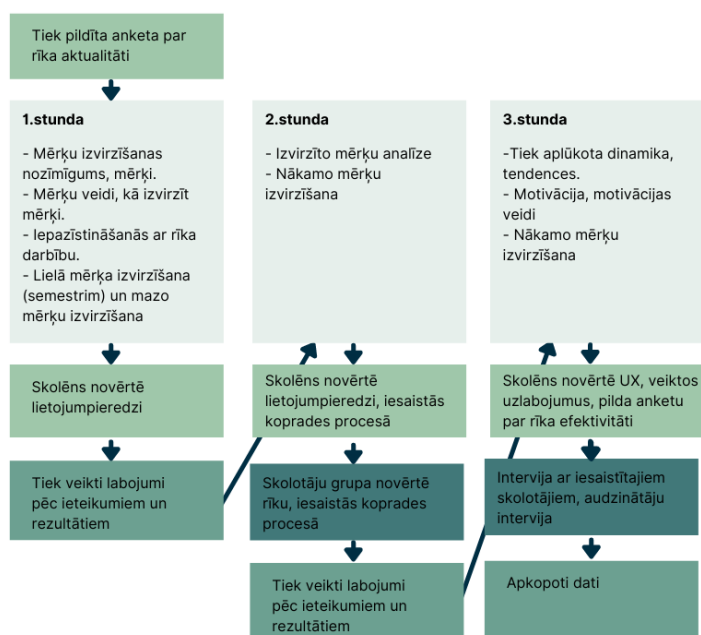 Tiek pildīta anketa par
rīka aktualitāti
1.stunda
- Mērķu izvirzīšanas
nozīmīgums, mērķi.
- Mērķu veidi, kā izvirzīt
mērķi.
- Iepazīstināšanās ar rīka
darbību.
- Lielā mērķa izvirzīšana
(semestrim) un mazo
mērķu izvirzīšana
Skolēns novērtē
lietojumpieredzi
Tiek veikti labojumi
pēc ieteikumiem un
rezultātiem
2.stunda
- Izvirzīto mērķu analīze
- Nākamo mērķu
izvirzīšana
Skolēns novērtē
lietojumpieredzi, iesaistās
koprades procesā
Skolotāju grupa novērtē
rīku, iesaistās koprades
procesā
Tiek veikti labojumi
pēc ieteikumiem un
rezultātiem
3.stunda
-Tiek aplūkota dinamika,
tendences.
- Motivācija, motivācijas
veidi
- Nākamo mērķu
izvirzīšana
Skolēns novērtē UX, veiktos
uzlabojumus, pilda anketu
par rīka efektivitāti
Intervija ar iesaistītajiem
skolotājiem, audzinātāju
intervija
Apkopoti dati